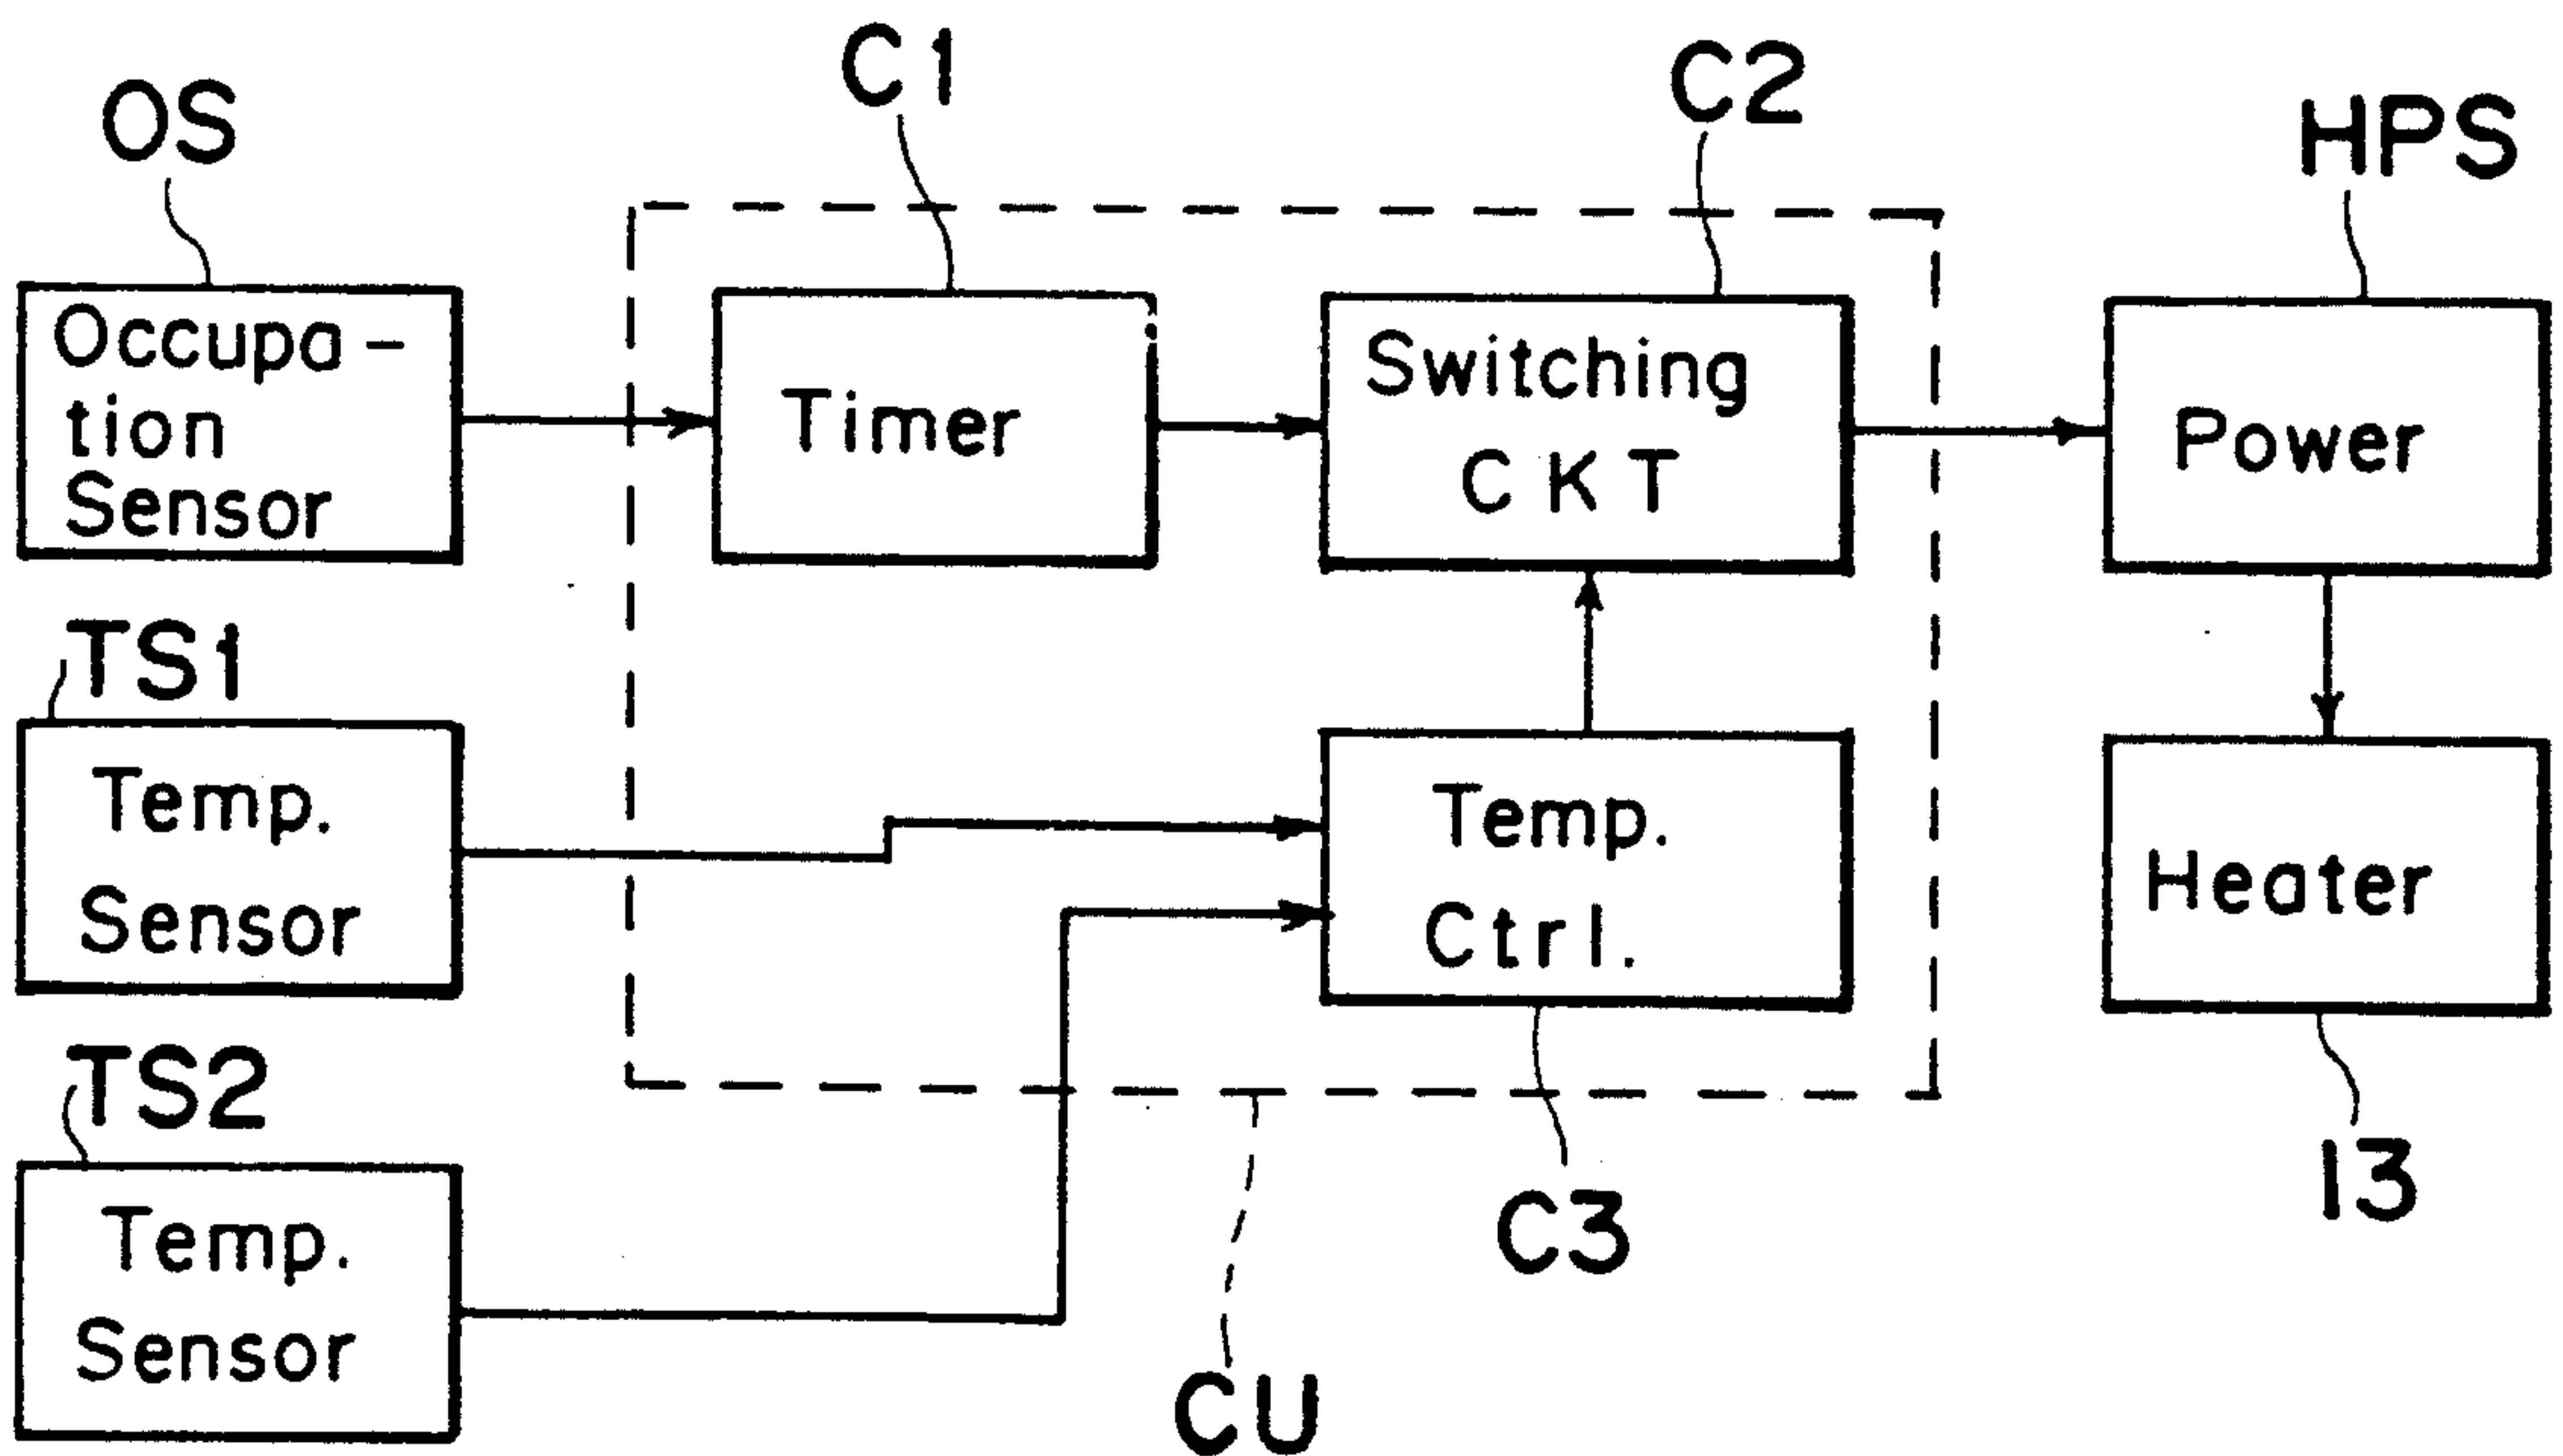 OS
C1
C2
HPS
Occupa-
tion
Sensor
Timer
Switching
CKT
Power
TS1
Temp.
Sensor
Temp.
Ctrl.
Heater
TS2
Temp.
Sensor
C3
13
CU